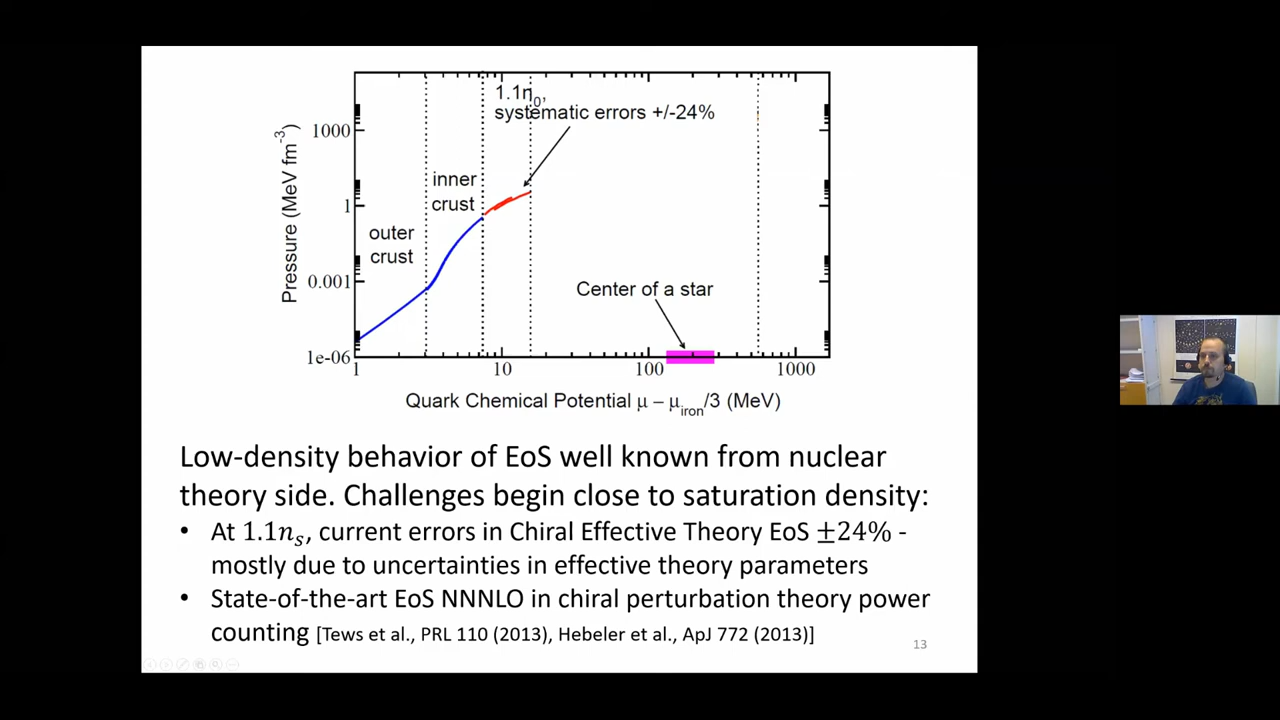 1.1n0,
systematic errors +/-24%
1000
inner
1
crust
outer
crust
0.001
Center of a star
1e-06
1
10
100
1000
Pressure (MeV fm-3)
Quark Chemical Potential μ – μiron/3 (MeV)
Low-density behavior of EoS well known from nuclear
theory side. Challenges begin close to saturation density:
• At 1.1ns, current errors in Chiral Effective Theory EoS ±24% -
mostly due to uncertainties in effective theory parameters
• State-of-the-art EoS NNNLO in chiral perturbation theory power
counting [Tews et al., PRL 110 (2013), Hebeler et al., ApJ 772 (2013)]
13